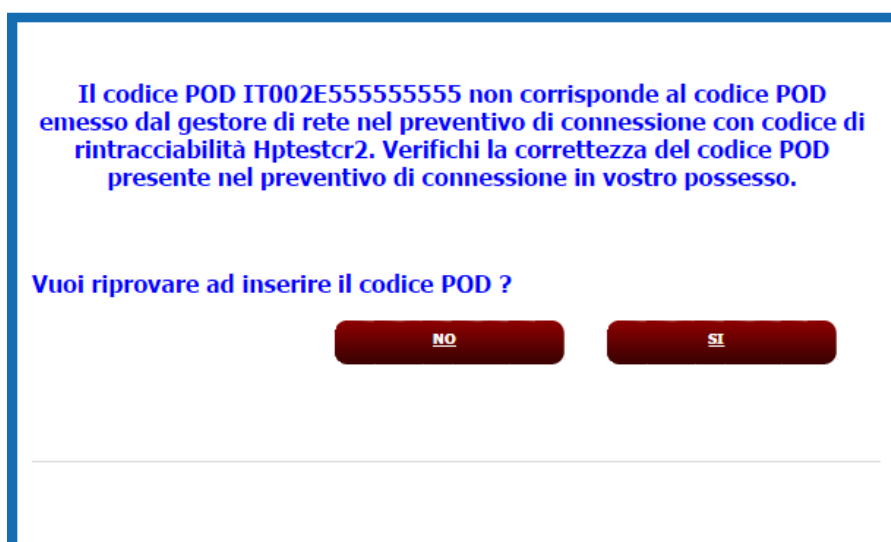 Il codice POD IT002E555555555 non corrisponde al codice POD
emesso dal gestore di rete nel preventivo di connessione con codice di
rintracciabilità Hptestcr2. Verifichi la correttezza del codice POD
presente nel preventivo di connessione in vostro possesso.
Vuoi riprovare ad inserire il codice POD ?
NO SI